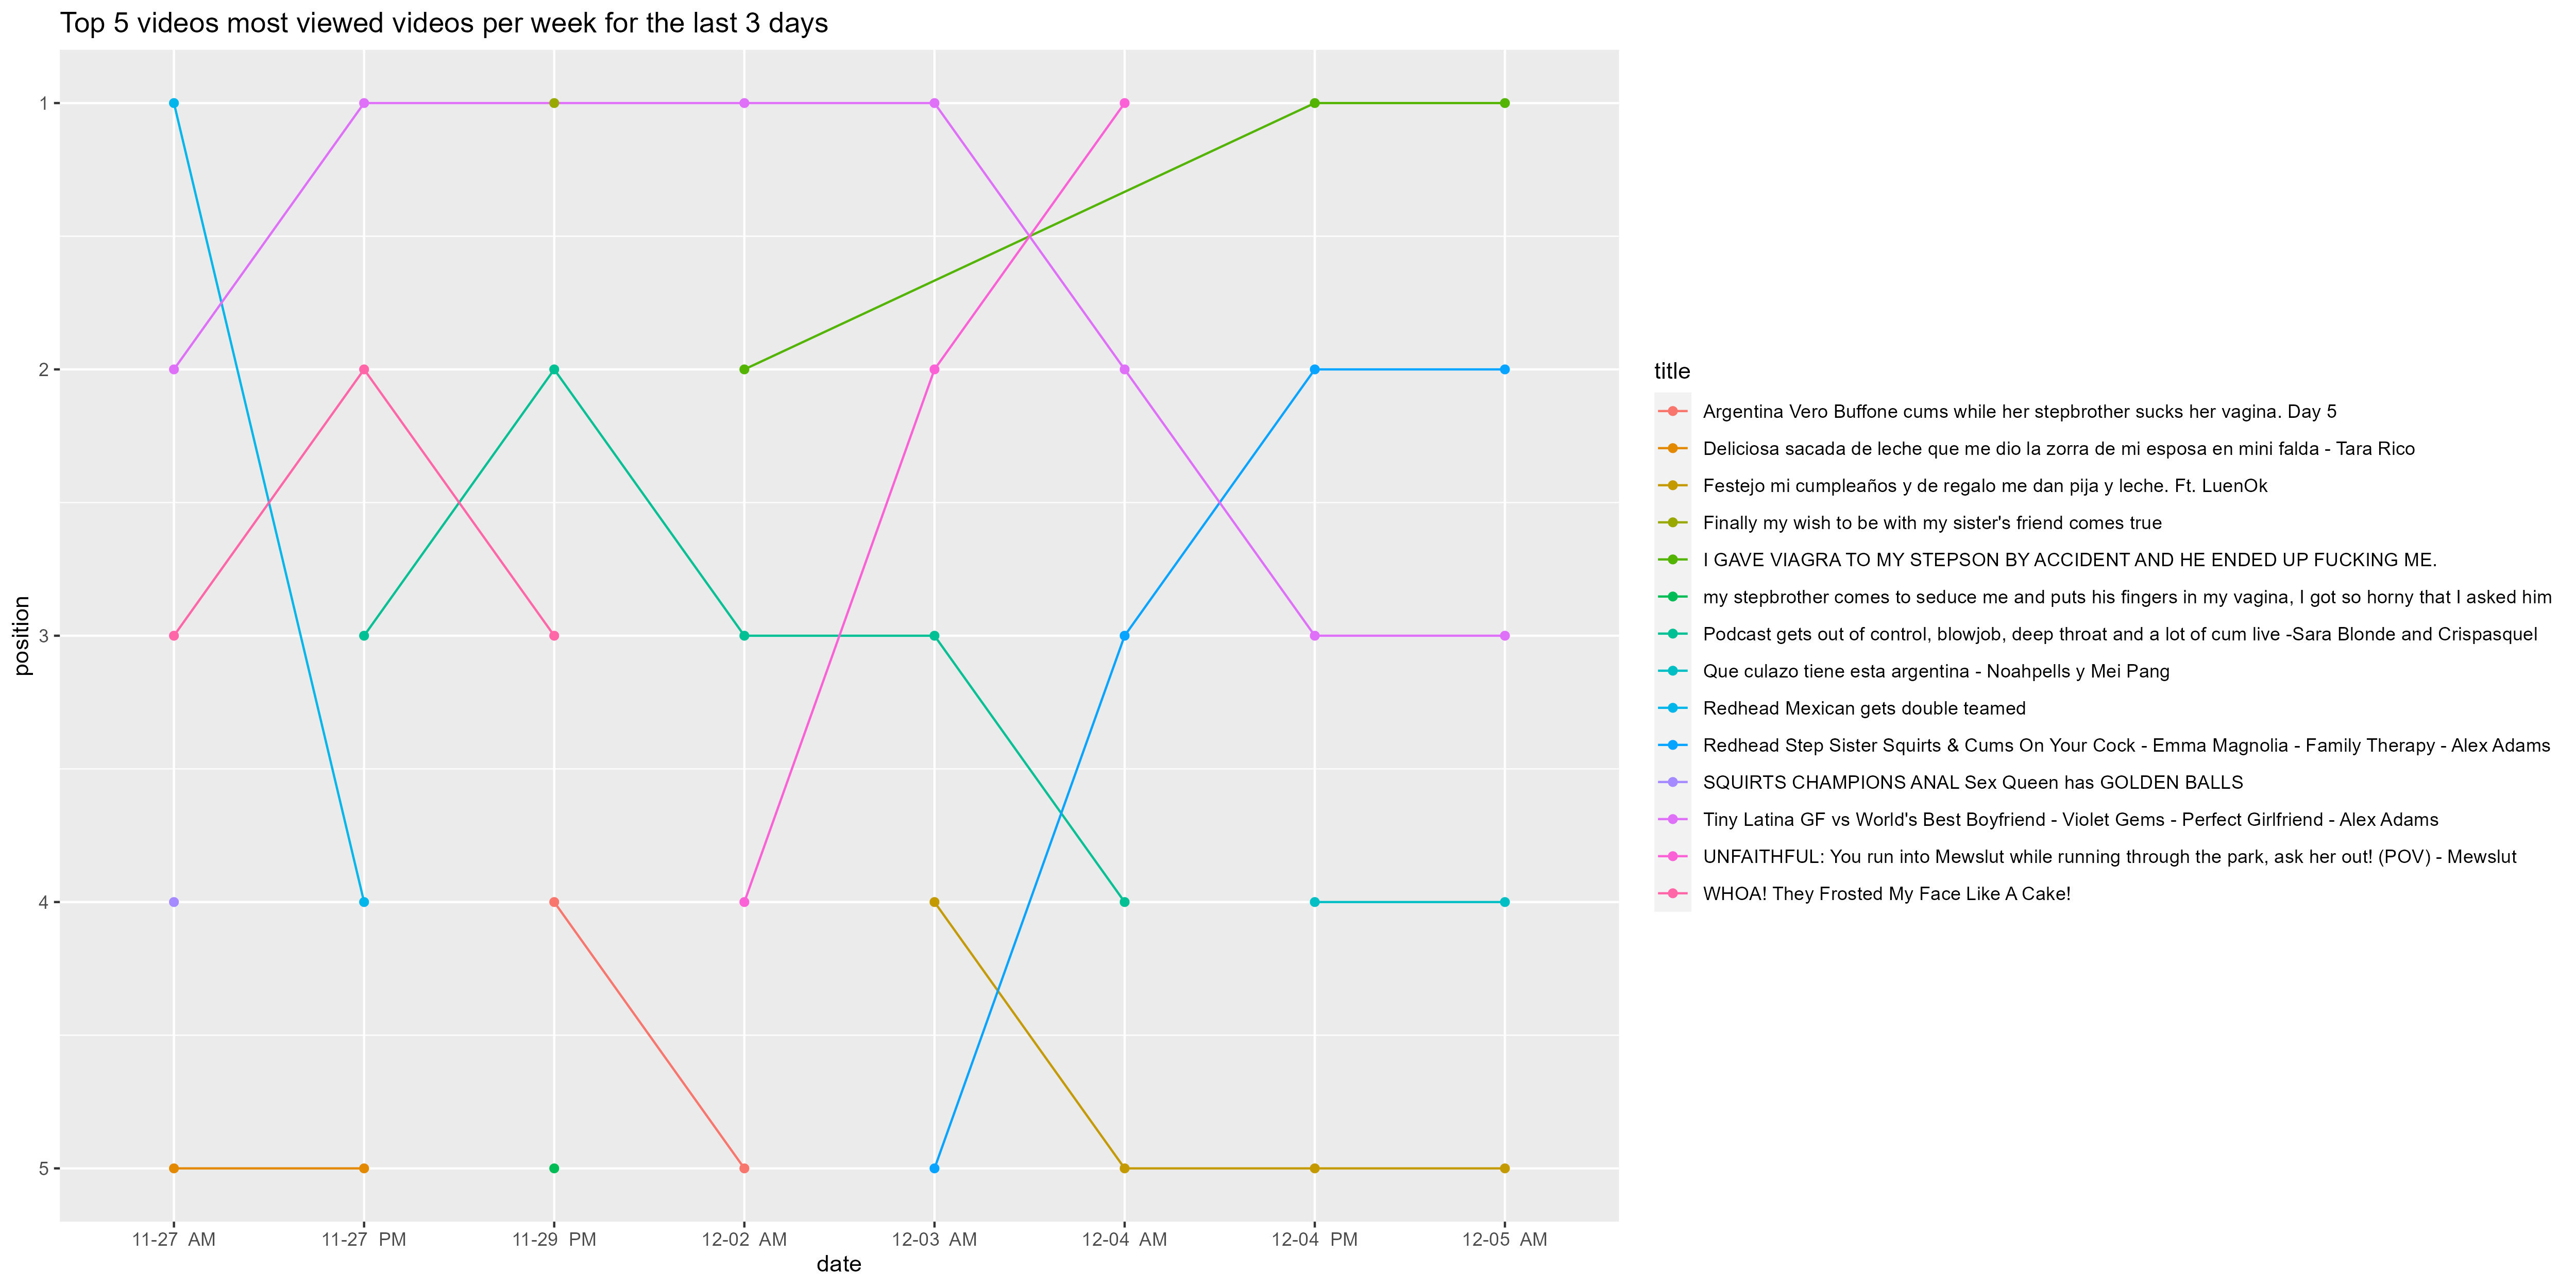 Top 5 videos most viewed videos per week for the last 3 days
position
1
2
3
4
5
11-27 AM
11-27 PM
11-29 PM
12-02 AM
12-03 AM
12-04 AM
12-04 PM
12-05 AM
date
title
Argentina Vero Buffone cums while her stepbrother sucks her vagina. Day 5
Deliciosa sacada de leche que me dio la zorra de mi esposa en mini falda - Tara Rico
Festejo mi cumpleaños y de regalo me dan pija y leche. Ft. LuenOk
Finally my wish to be with my sister's friend comes true
I GAVE VIAGRA TO MY STEPSON BY ACCIDENT AND HE ENDED UP FUCKING ME.
my stepbrother comes to seduce me and puts his fingers in my vagina, I got so horny that I asked him
Podcast gets out of control, blowjob, deep throat and a lot of cum live -Sara Blonde and Crispasquel
Que culazo tiene esta argentina - Noahpells y Mei Pang
Redhead Mexican gets double teamed
Redhead Step Sister Squirts & Cums On Your Cock - Emma Magnolia - Family Therapy - Alex Adams
SQUIRTS CHAMPIONS ANAL Sex Queen has GOLDEN BALLS
Tiny Latina GF vs World's Best Boyfriend - Violet Gems - Perfect Girlfriend - Alex Adams
UNFAITHFUL: You run into Mewslut while running through the park, ask her out! (POV) - Mewslut
WHOA! They Frosted My Face Like A Cake!